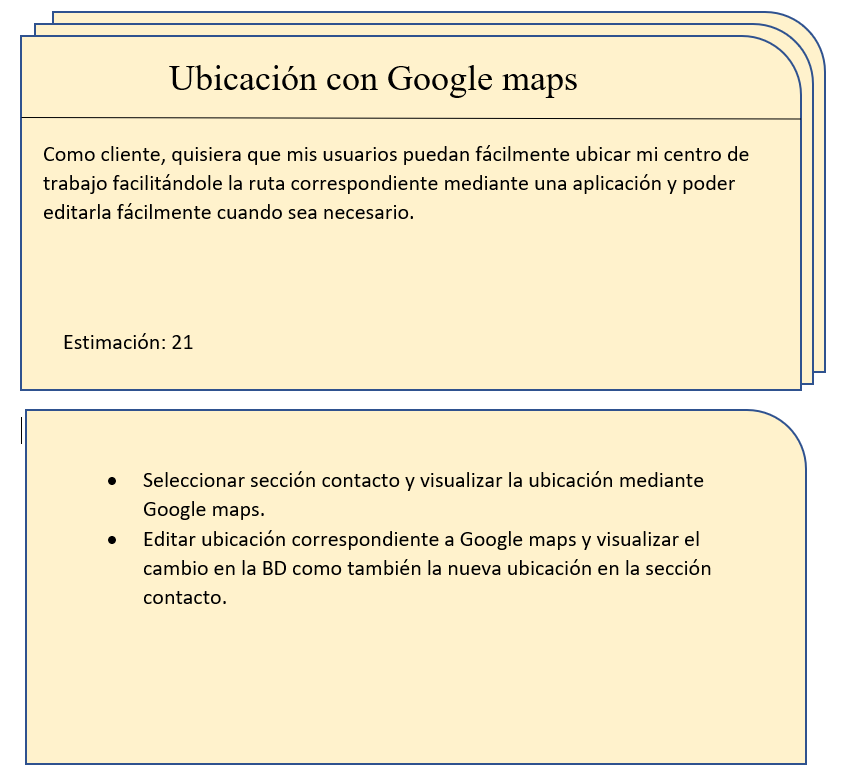 Ubicación con Google maps
Como cliente, quisiera que mis usuarios puedan fácilmente ubicar mi centro de
trabajo facilitándole la ruta correspondiente mediante una aplicación y poder
editarla fácilmente cuando sea necesario.
Estimación: 21
• Seleccionar sección contacto y visualizar la ubicación mediante
Google maps.
• Editar ubicación correspondiente a Google maps y visualizar el
cambio en la BD como también la nueva ubicación en la sección
contacto.